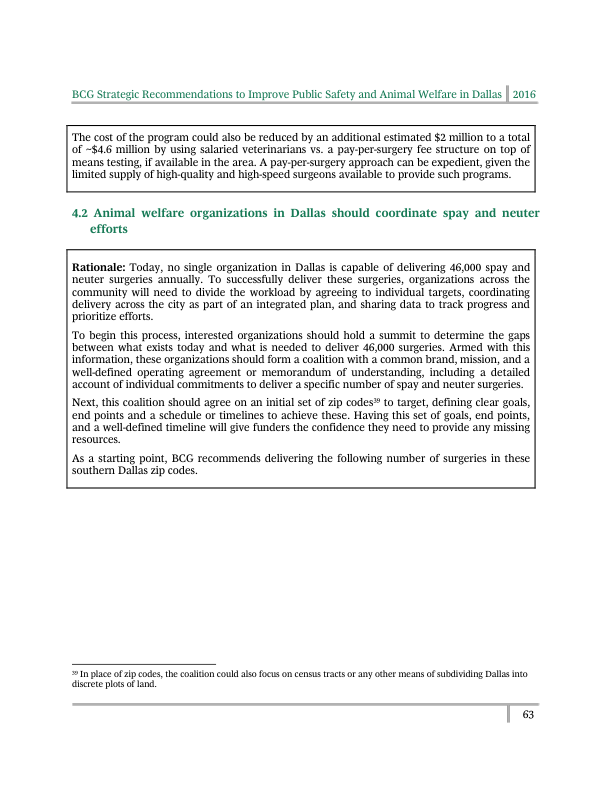 BCG Strategic Recommendations to Improve Public Safety and Animal Welfare in Dallas 2016
The cost of the program could also be reduced by an additional estimated $2 million to a total
of ~$4.6 million by using salaried veterinarians vs. a pay-per-surgery fee structure on top of
means testing, if available in the area. A pay-per-surgery approach can be expedient, given the
limited supply of high-quality and high-speed surgeons available to provide such programs.
4.2 Animal welfare organizations in Dallas should coordinate spay and neuter
efforts
Rationale: Today, no single organization in Dallas is capable of delivering 46,000 spay and
neuter surgeries annually. To successfully deliver these surgeries, organizations across the
community will need to divide the workload by agreeing to individual targets, coordinating
delivery across the city as part of an integrated plan, and sharing data to track progress and
prioritize efforts.
To begin this process, interested organizations should hold a summit to determine the gaps
between what exists today and what is needed to deliver 46,000 surgeries. Armed with this
information, these organizations should form a coalition with a common brand, mission, and a
well-defined operating agreement or memorandum of understanding, including a detailed
account of individual commitments to deliver a specific number of spay and neuter surgeries.
Next, this coalition should agree on an initial set of zip codes³⁹ to target, defining clear goals,
end points and a schedule or timelines to achieve these. Having this set of goals, end points,
and a well-defined timeline will give funders the confidence they need to provide any missing
resources.
As a starting point, BCG recommends delivering the following number of surgeries in these
southern Dallas zip codes.
³⁹ In place of zip codes, the coalition could also focus on census tracts or any other means of subdividing Dallas into
discrete plots of land.
63